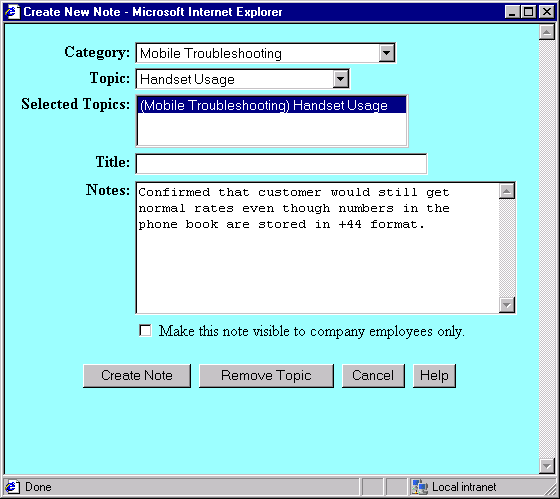 Create New Note - Microsoft Internet Explorer
Category: Mobile Troubleshooting
Topic: Handset Usage
Selected Topics: (Mobile Troubleshooting) Handset Usage
Title:
Notes: Confirmed that customer would still get
normal rates even though numbers in the
phone book are stored in +44 format.
Make this note visible to company employees only.
Create Note Remove Topic Cancel Help
Done Local intranet